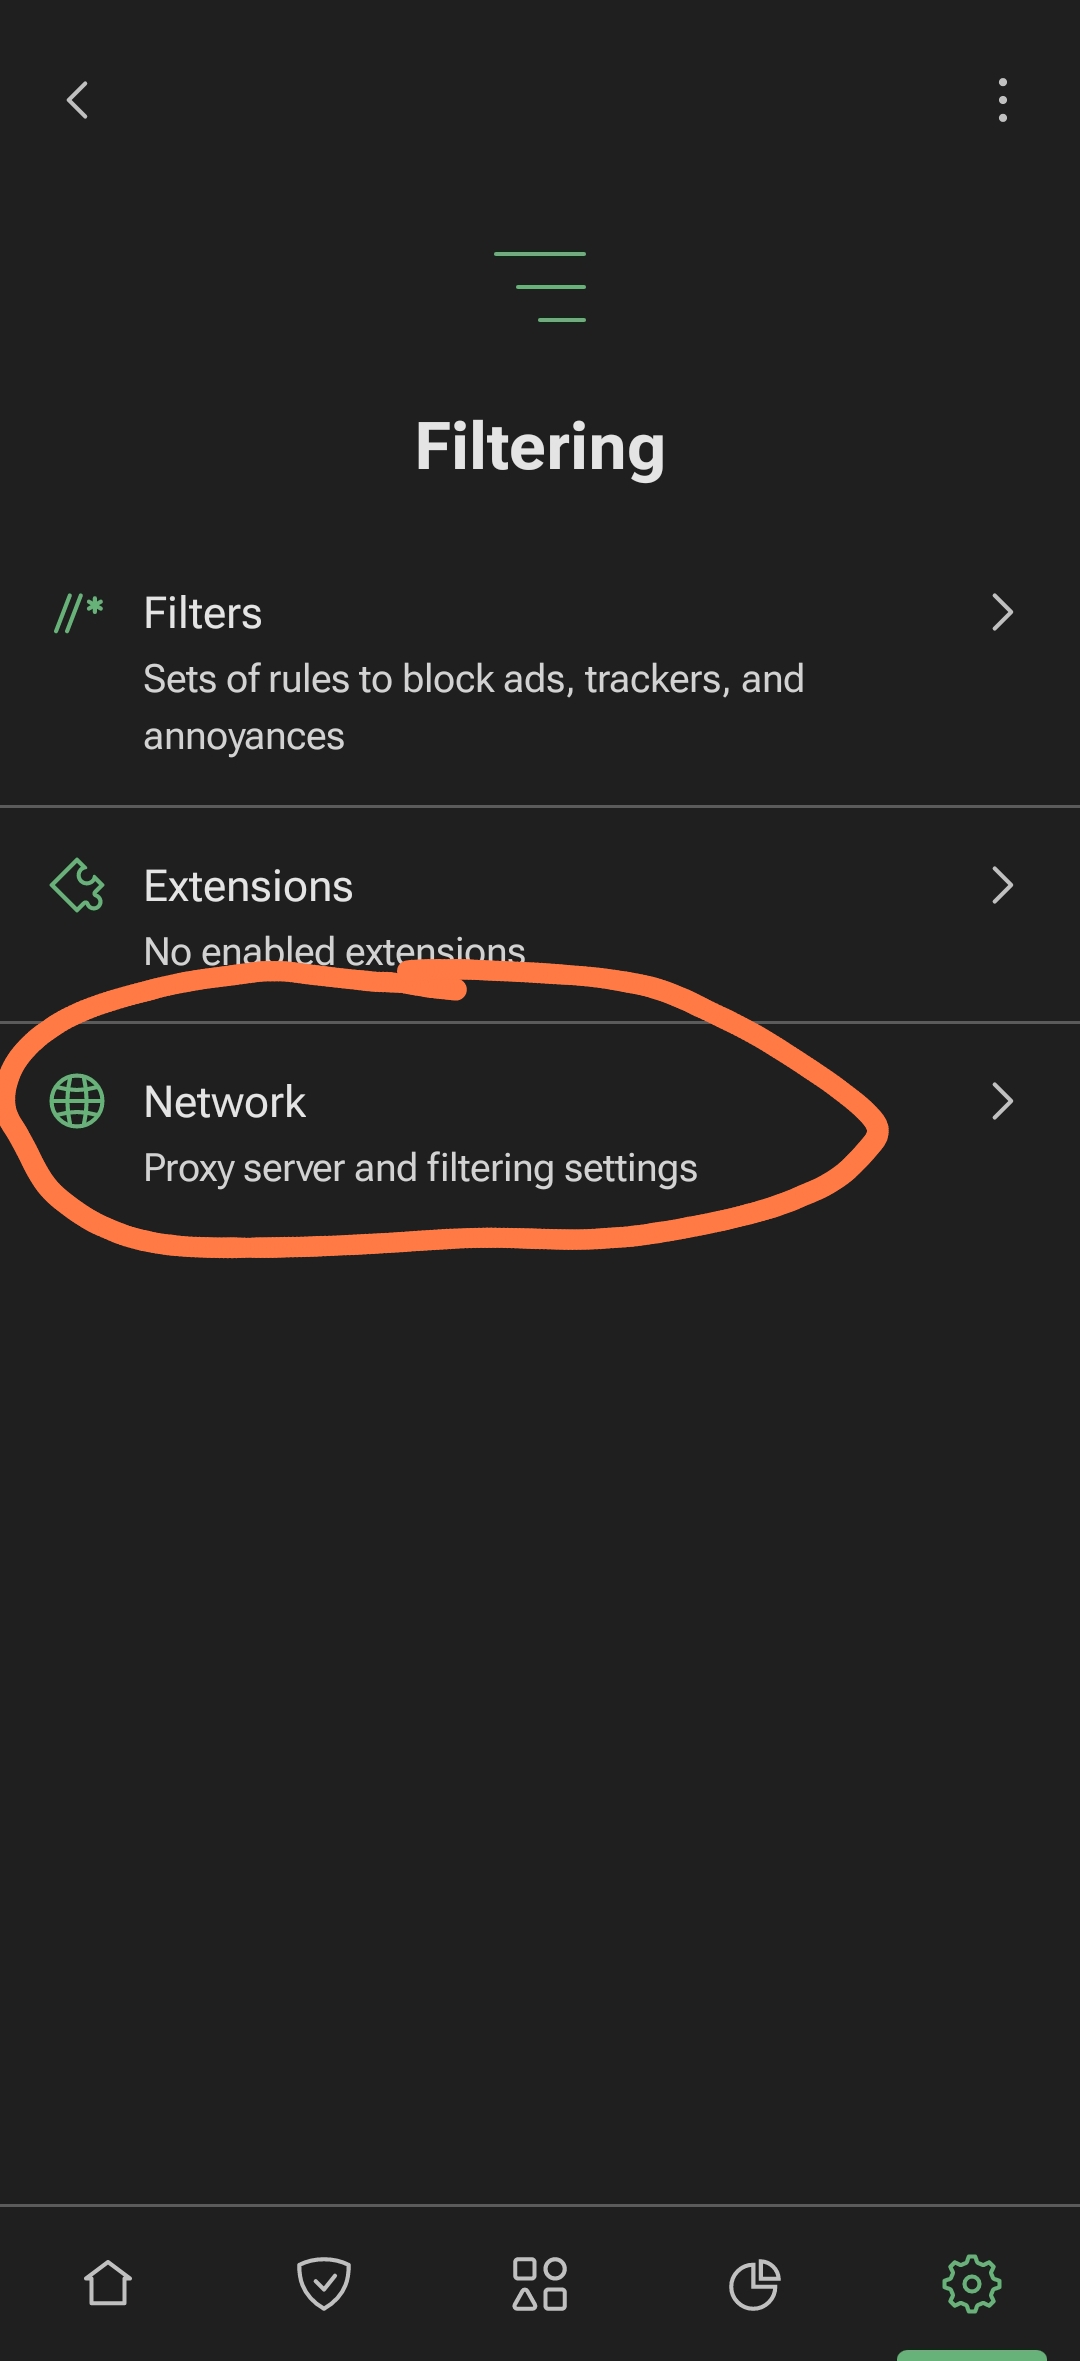 Filtering
Filters
Sets of rules to block ads, trackers, and
annoyances
Extensions
No enabled extensions
Network
Proxy server and filtering settings